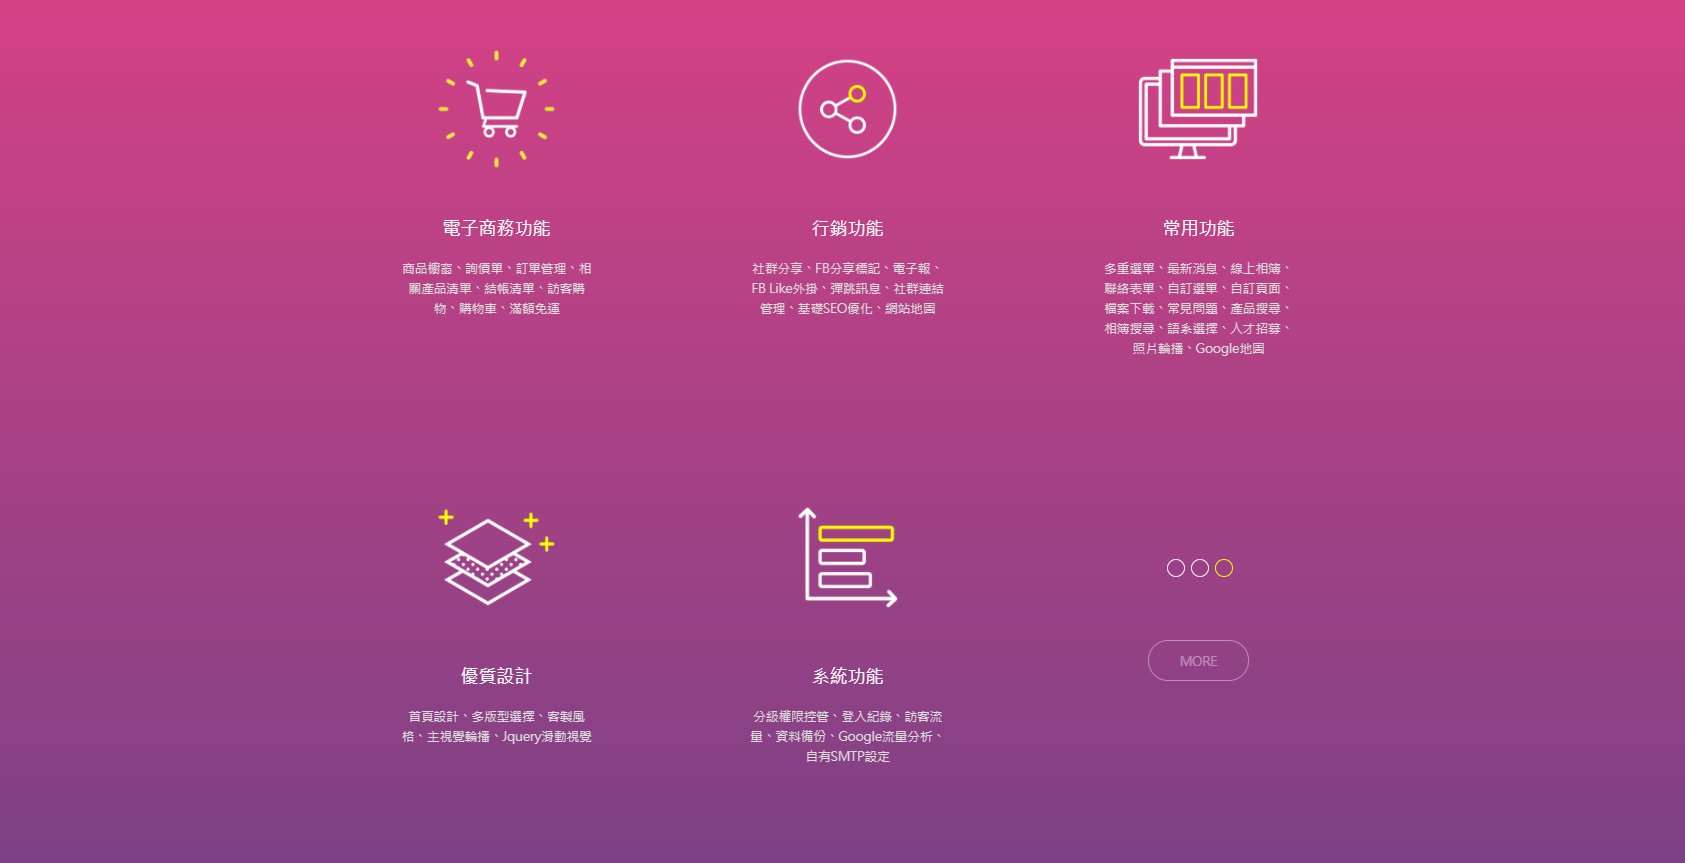 電子商務功能
商品櫥窗、詢價單、訂單管理、相
關產品清單、結帳清單、訪客購
物、購物車、滿額免運
行銷功能
社群分享、FB分享標記、電子報、
FB Like外掛、彈跳訊息、社群連結
管理、基礎SEO優化、網站地圖
常用功能
多重選單、最新消息、線上相簿、
聯絡表單、自訂選單、自訂頁面、
檔案下載、常見問題、產品搜尋、
相簿搜尋、語系選擇、人才招募、
照片輪播、Google地圖
優質設計
首頁設計、多版型選擇、客製風
格、主視覺輪播、Jquery滑動視覺
系統功能
分級權限控管、登入紀錄、訪客流
量、資料備份、Google流量分析、
自有SMTP設定
MORE